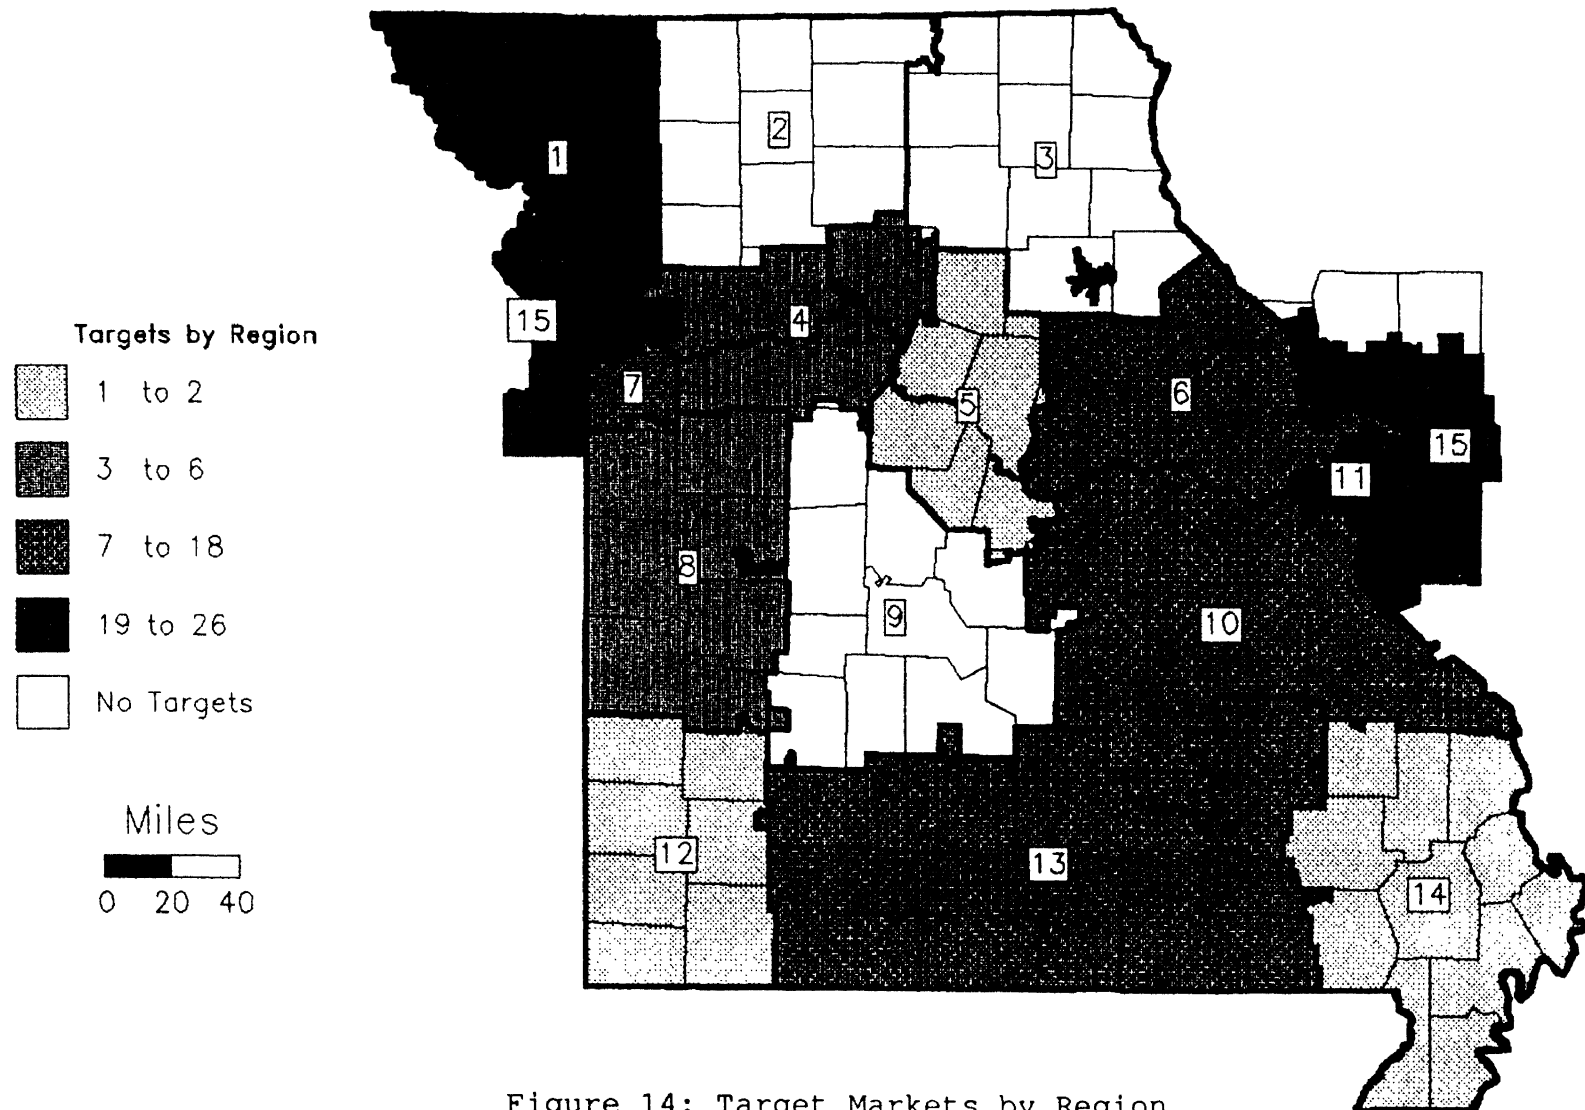 1
2
3
15
Targets by Region
4
1 to 2
7
6
5
3 to 6
15
11
7 to 18
8
9
10
19 to 26
No Targets
Miles
12
13
14
0 20 40
Figure 14: Target Markets by Region